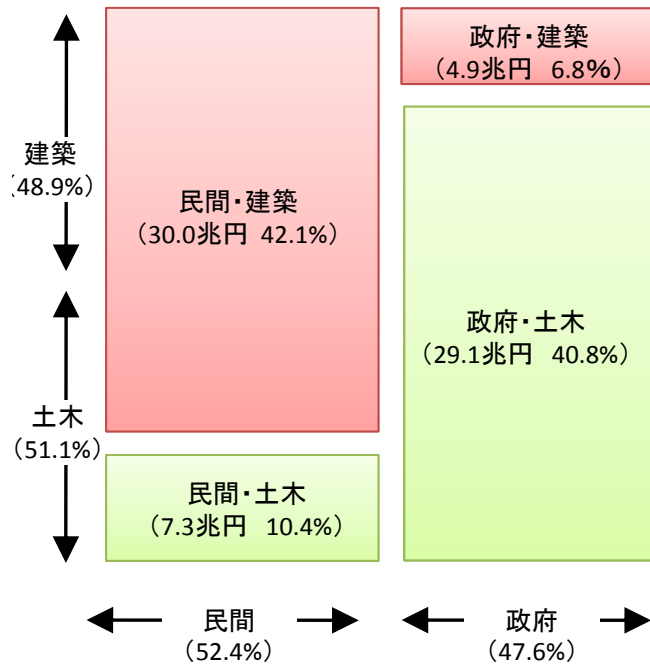 政府・建築
（4.9兆円 6.8％）
建築
（48.9%）
民間・建築
（30.0兆円 42.1%）
政府・土木
（29.1兆円 40.8%）
土木
（51.1%）
民間・土木
（7.3兆円 10.4%）
民間
（52.4%）
政府
（47.6%）